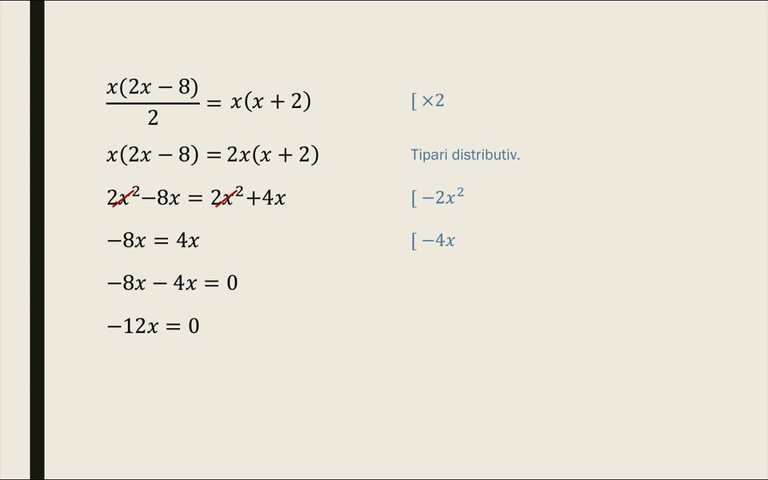 x(2x − 8)/2 = x(x + 2) [ ×2
x(2x − 8) = 2x(x + 2) Tipari distributiv.
2x²−8x = 2x²+4x [ −2x²
−8x = 4x [ −4x
−8x − 4x = 0
−12x = 0